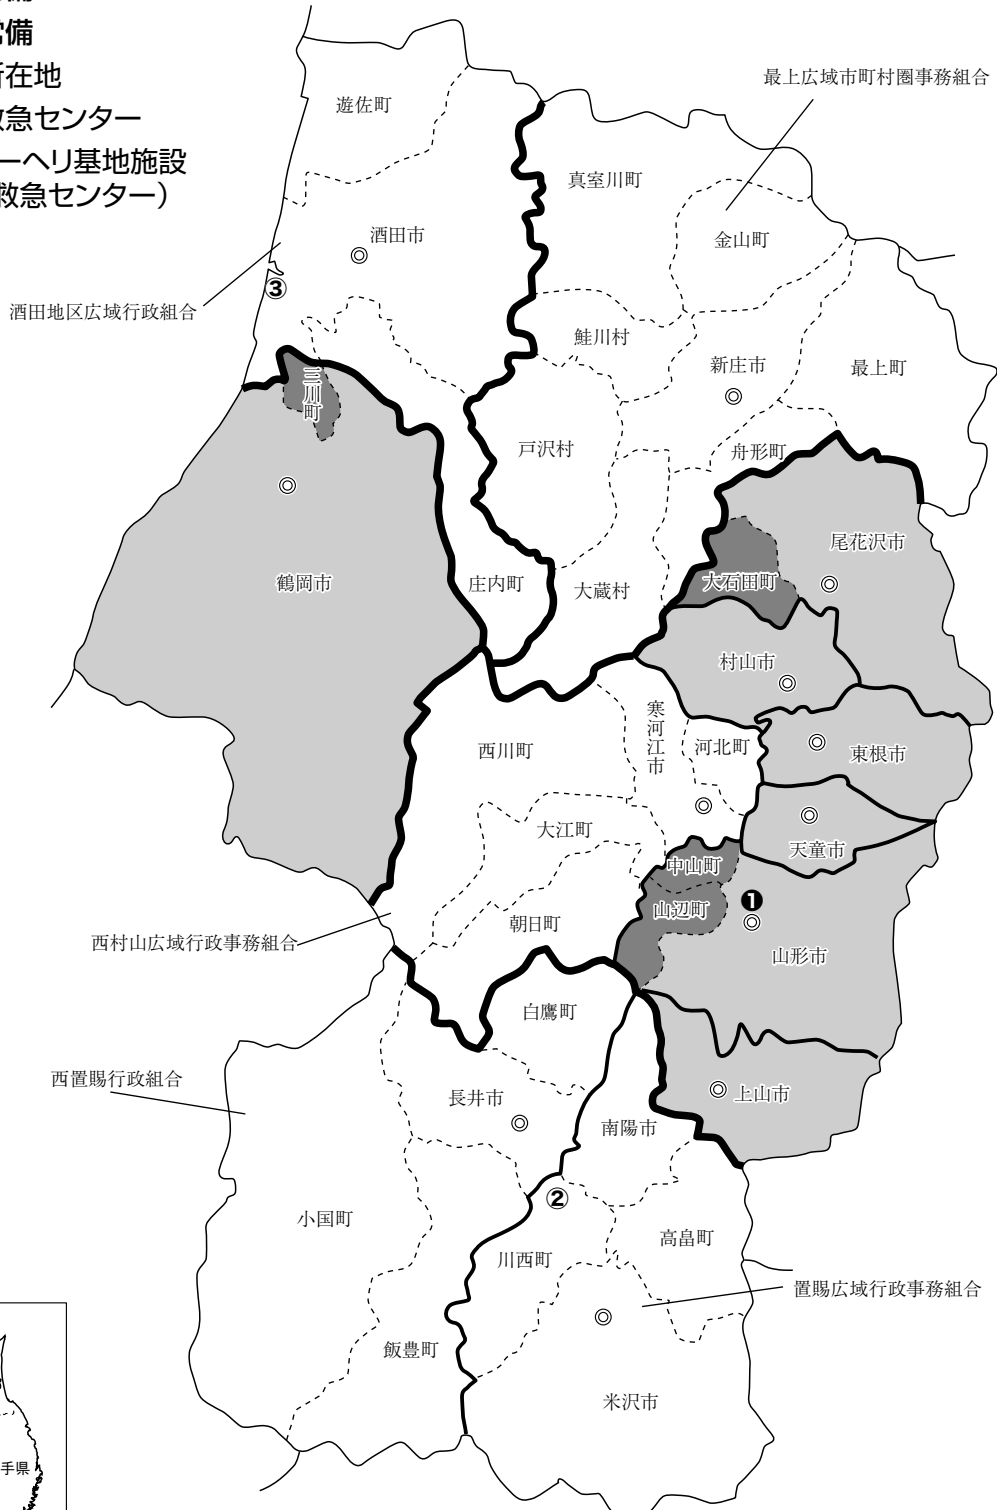 常備
所在地
救急センター
ーヘリ基地施設
救急センター）
最上広域市町村圏事務組合
遊佐町
真室川町
金山町
酒田市
③
酒田地区広域行政組合
鮭川村
新庄市
最上町
三川町
戸沢村
舟形町
尾花沢市
鶴岡市
庄内町
大蔵村
大石田町
村山市
寒河江市
西川町
河北町
東根市
大江町
天童市
中山町
❶
山辺町
朝日町
西村山広域行政事務組合
山形市
白鷹町
西置賜行政組合
長井市
上山市
南陽市
②
小国町
川西町
高畠町
置賜広域行政事務組合
飯豊町
米沢市
手県